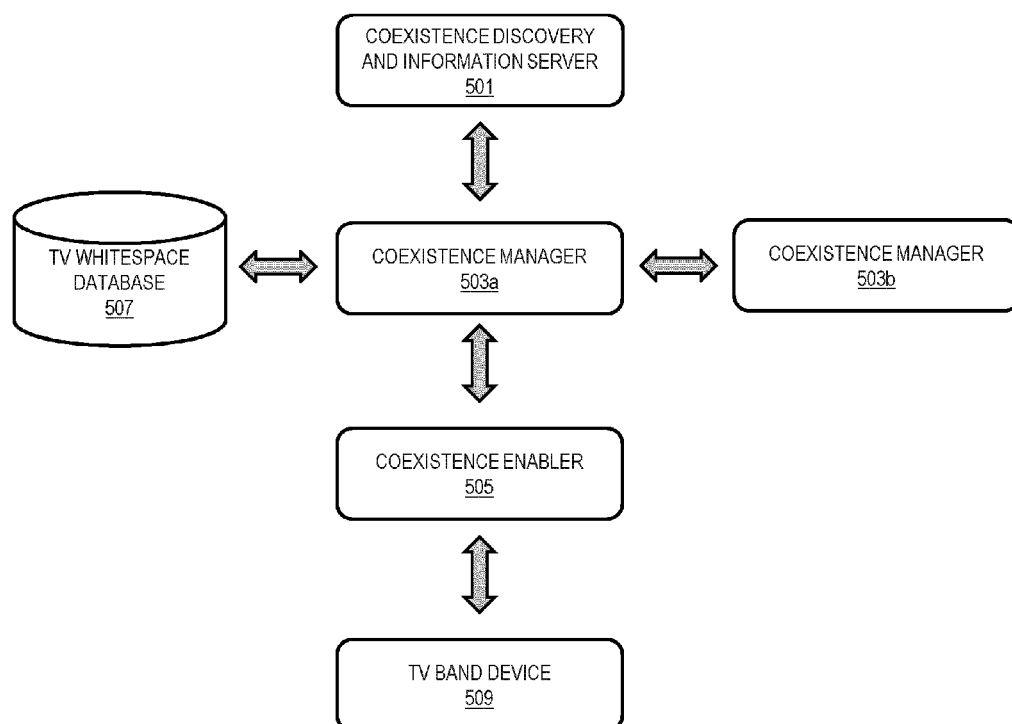 COEXISTENCE DISCOVERY
AND INFORMATION SERVER
501
TV WHITESPACE
DATABASE
507
COEXISTENCE MANAGER
503a
COEXISTENCE MANAGER
503b
COEXISTENCE ENABLER
505
TV BAND DEVICE
509